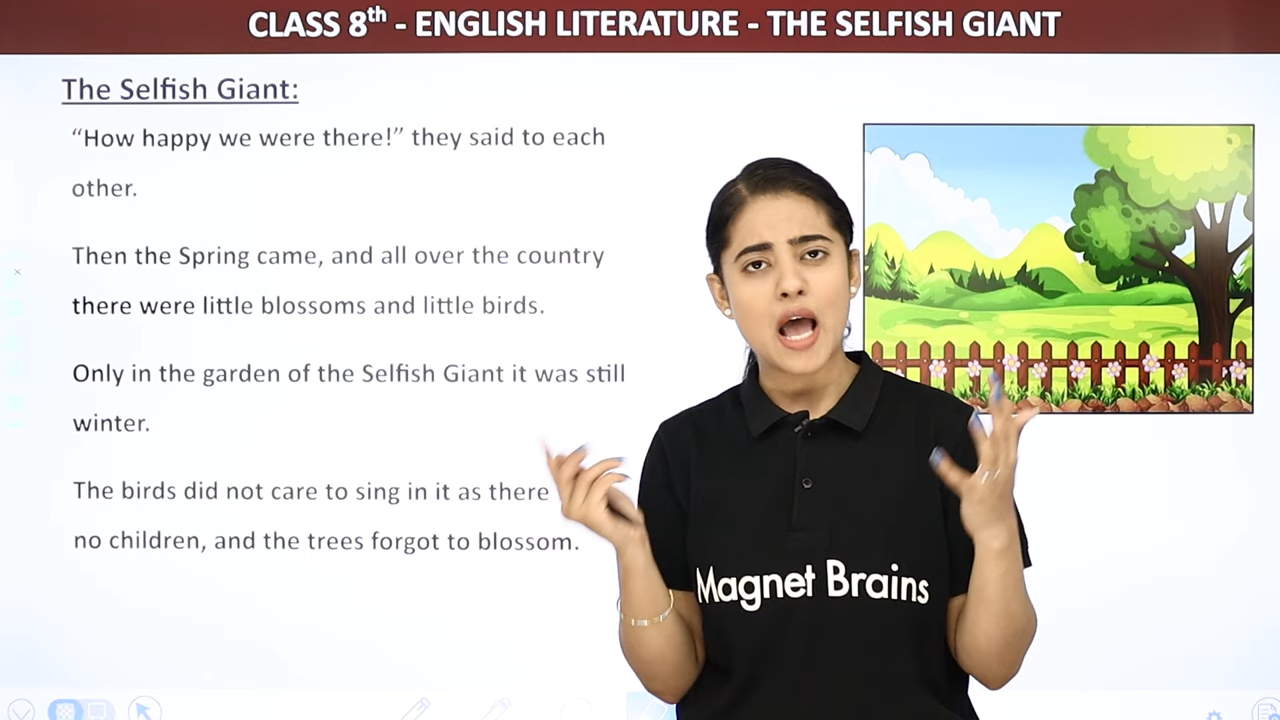 CLASS 8th - ENGLISH LITERATURE - THE SELFISH GIANT
The Selfish Giant:
“How happy we were there!” they said to each
other.
Then the Spring came, and all over the country
there were little blossoms and little birds.
Only in the garden of the Selfish Giant it was still
winter.
The birds did not care to sing in it as there
no children, and the trees forgot to blossom.
Magnet Brains